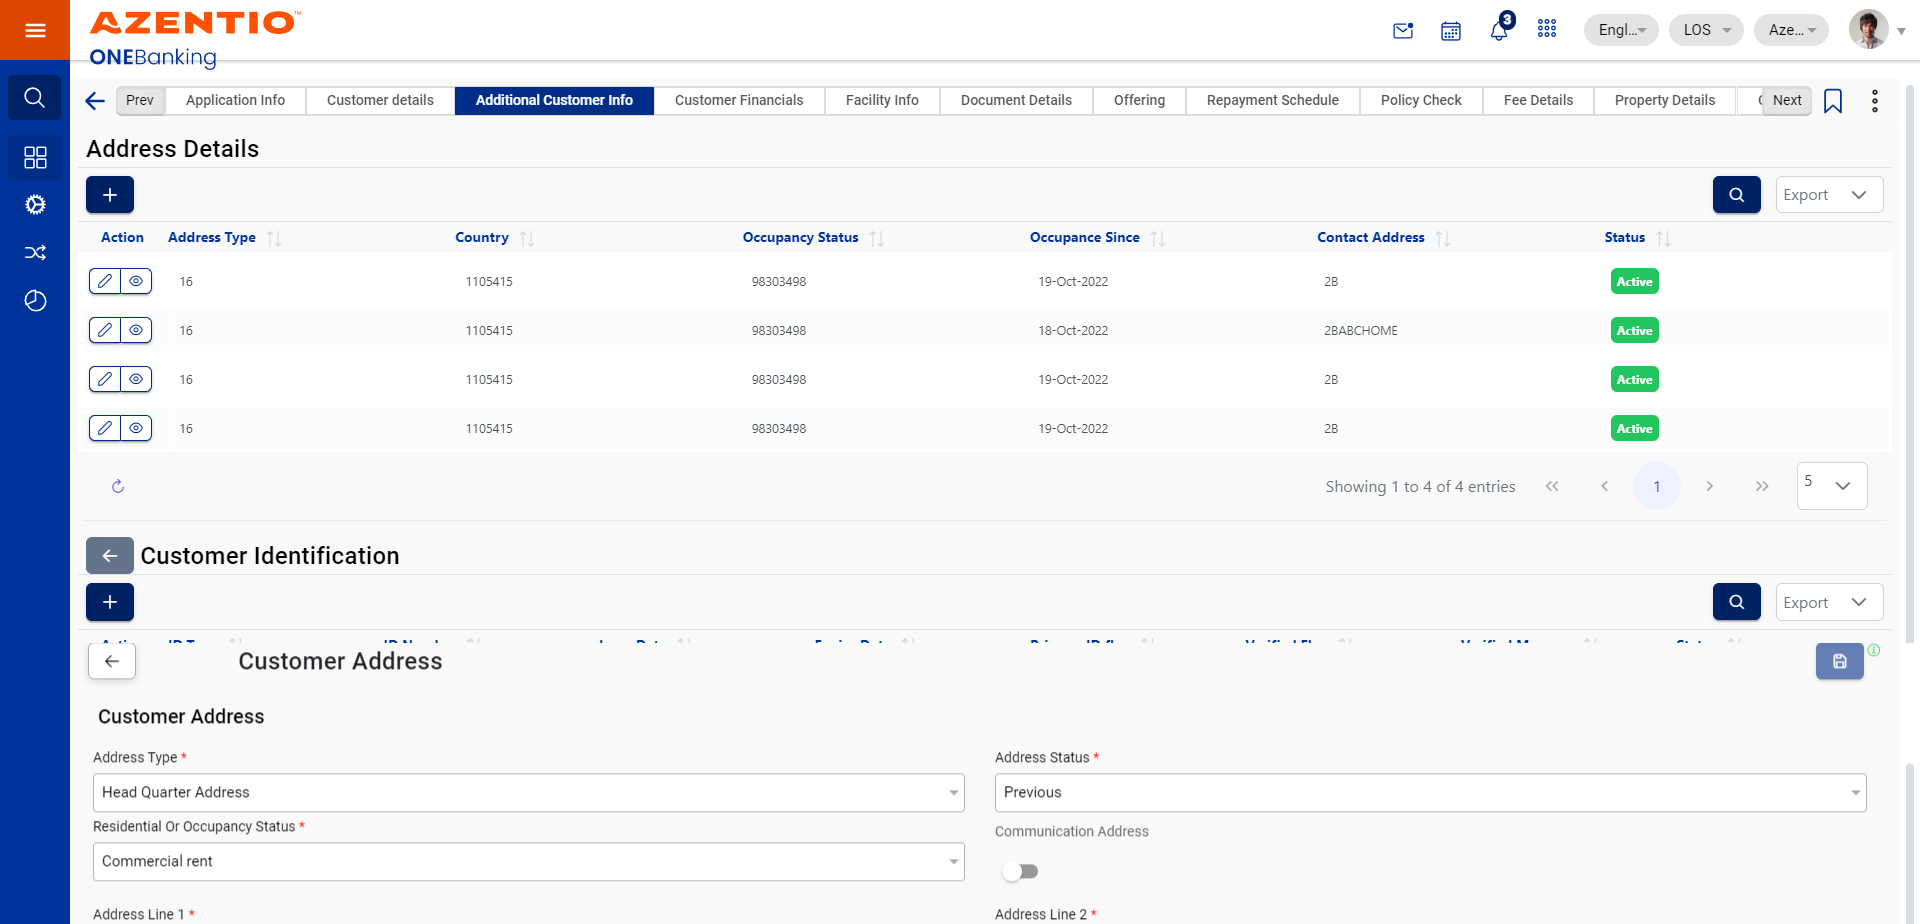 AZENTIO™
ONEBanking
3
Engl...
LOS
Aze...
Prev
Application Info
Customer details
Additional Customer Info
Customer Financials
Facility Info
Document Details
Offering
Repayment Schedule
Policy Check
Fee Details
Property Details
Next
Address Details
Export
Action Address Type Country Occupancy Status Occupance Since Contact Address Status
16 1105415 98303498 19-Oct-2022 2B Active
16 1105415 98303498 18-Oct-2022 2BABCHOME Active
16 1105415 98303498 19-Oct-2022 2B Active
16 1105415 98303498 19-Oct-2022 2B Active
Showing 1 to 4 of 4 entries
1
5
Customer Identification
Export
Customer Address
Customer Address
Address Type *
Head Quarter Address
Address Status *
Previous
Residential Or Occupancy Status *
Commercial rent
Communication Address
Address Line 1 *
Address Line 2 *